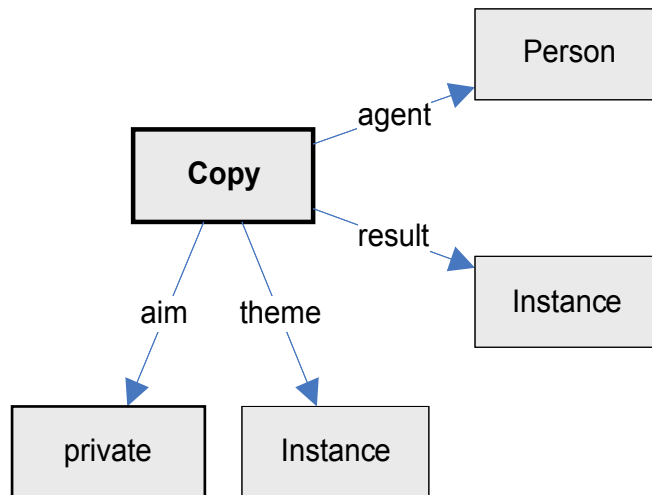 Person
agent
Copy
result
Instance
aim theme
private Instance